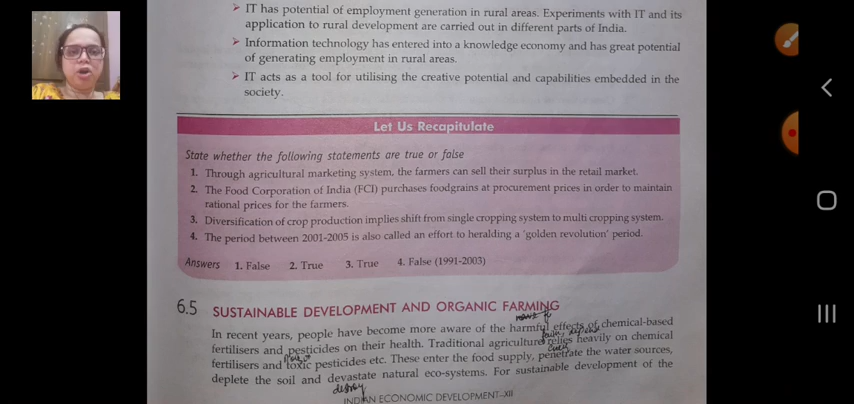 ➢ IT has potential of employment generation in rural areas. Experiments with IT and its
application to rural development are carried out in different parts of India.
➢ Information technology has entered into a knowledge economy and has great potential
of generating employment in rural areas.
➢ IT acts as a tool for utilising the creative potential and capabilities embedded in the
society.
Let Us Recapitulate
State whether the following statements are true or false
1. Through agricultural marketing system, the farmers can sell their surplus in the retail market.
2. The Food Corporation of India (FCI) purchases foodgrains at procurement prices in order to maintain
rational prices for the farmers.
3. Diversification of crop production implies shift from single cropping system to multi cropping system.
4. The period between 2001-2005 is also called an effort to heralding a 'golden revolution' period.
Answers 1. False 2. True 3. True 4. False (1991-2003)
6.5 SUSTAINABLE DEVELOPMENT AND ORGANIC FARMING
In recent years, people have become more aware of the harmful effects of chemical-based
fertilisers and pesticides on their health. Traditional agriculture relies heavily on chemical
fertilisers and toxic pesticides etc. These enter the food supply, penetrate the water sources,
deplete the soil and devastate natural eco-systems. For sustainable development of the
destroy
INDIAN ECONOMIC DEVELOPMENT–XII